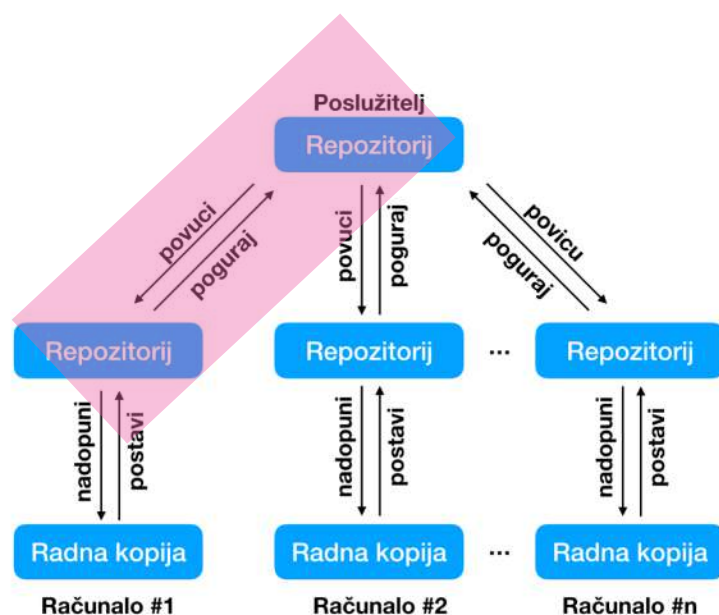 Poslužitelj
Repozitorij
povuci
poguraj
povuci
poguraj
povicu
poguraj
Repozitorij
Repozitorij
...
Repozitorij
nadopuni
postavi
nadopuni
postavi
nadopuni
postavi
Radna kopija
Radna kopija
...
Radna kopija
Računalo #1
Računalo #2
Računalo #n